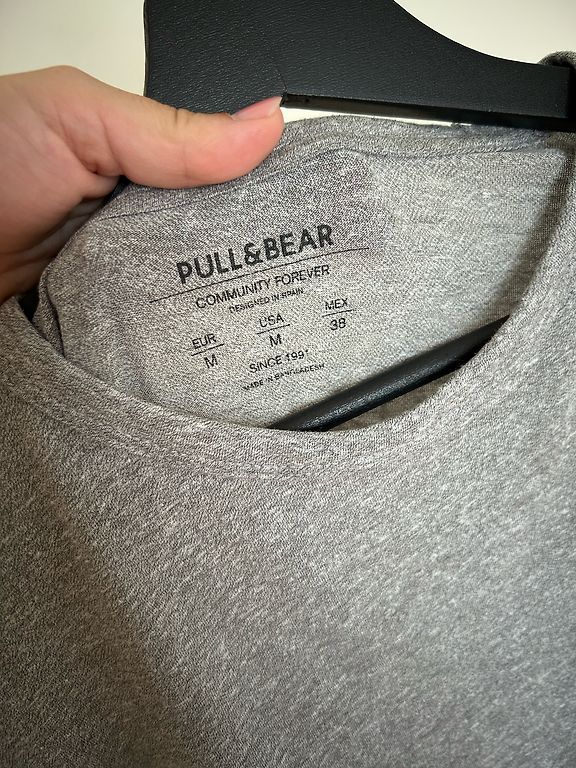 PULL&BEAR
COMMUNITY FOREVER
DESIGNED IN SPAIN
EUR USA MEX
M M 38
SINCE 1991
MADE IN BANGLADESH